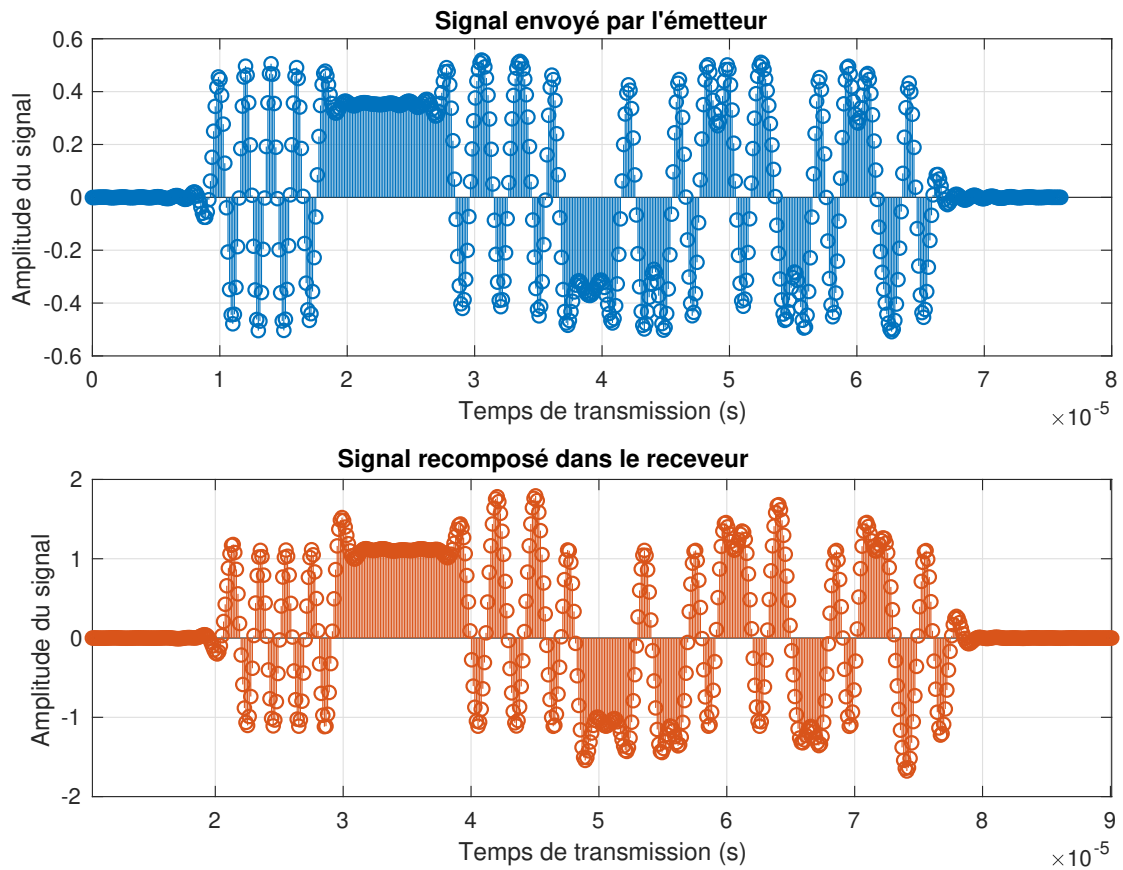 Signal envoyé par l'émetteur
0.6
0.4
0.2
0
-0.2
-0.4
-0.6
Amplitude du signal
0 1 2 3 4 5 6 7 8
Temps de transmission (s)
×10⁻⁵
Signal recomposé dans le receveur
2
1
0
-1
-2
Amplitude du signal
2 3 4 5 6 7 8 9
Temps de transmission (s)
×10⁻⁵